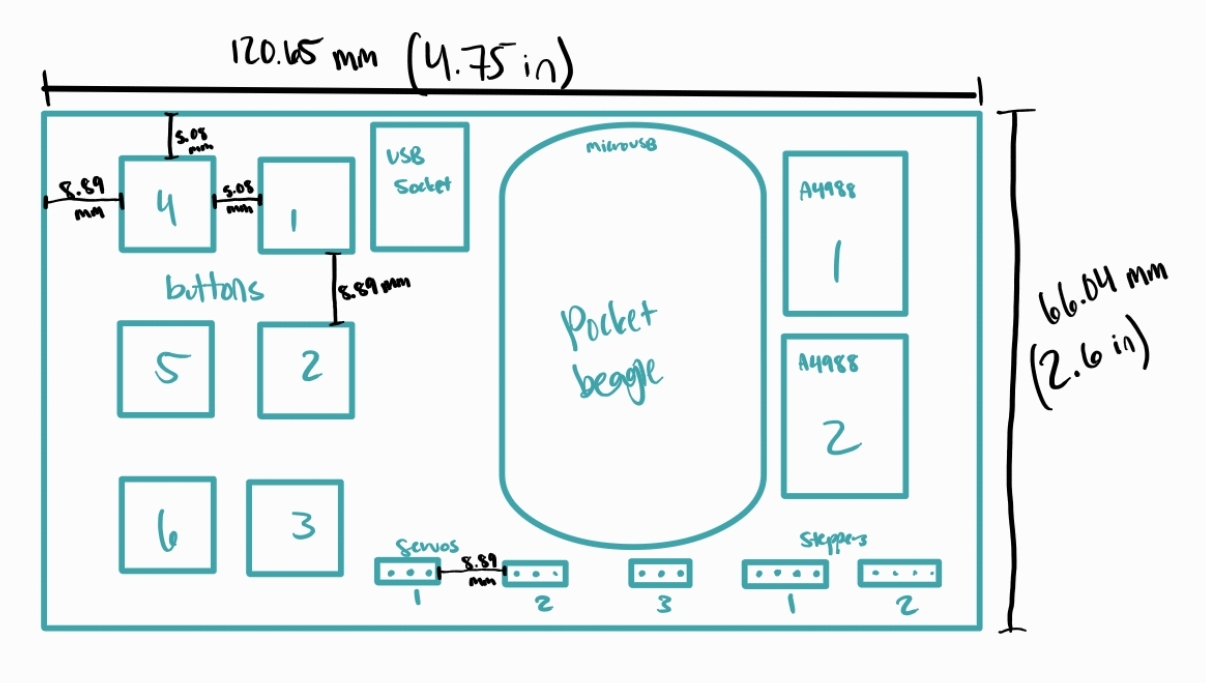 120.65 mm (4.75 in)
5.08
mm
8.89
mm
4
5.08
mm
1
USB
Socket
microUSB
A4988
1
buttons
8.89 mm
66.04 mm
(2.6 in)
Pocket
beagle
5
2
A4988
2
6
3
Servos
8.89
mm
Steppers
1
2
3
1
2